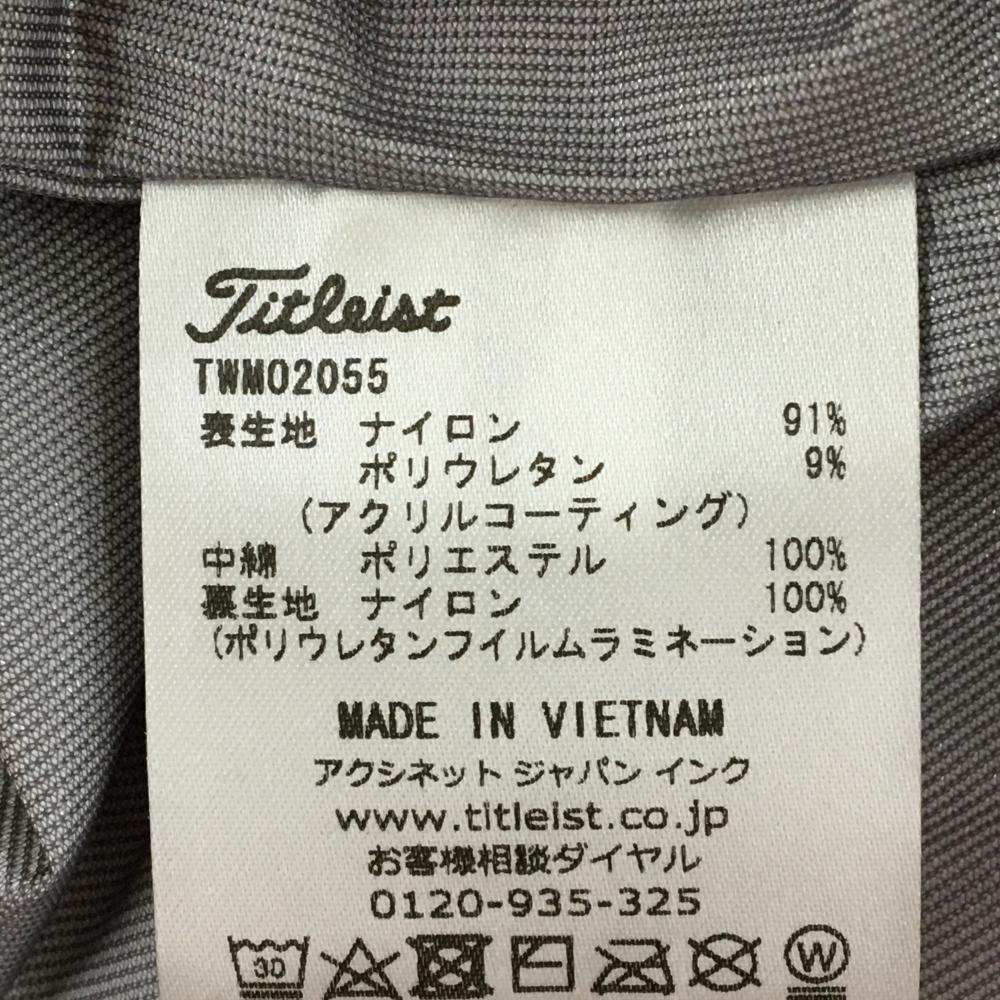 Titleist
TWMO2055
表生地 ナイロン 91%
ポリウレタン 9%
(アクリルコーティング)
中綿 ポリエステル 100%
裏生地 ナイロン 100%
(ポリウレタンフイルムラミネーション)
MADE IN VIETNAM
アクシネット ジャパン インク
www.titleist.co.jp
お客様相談ダイヤル
0120-935-325
30
W